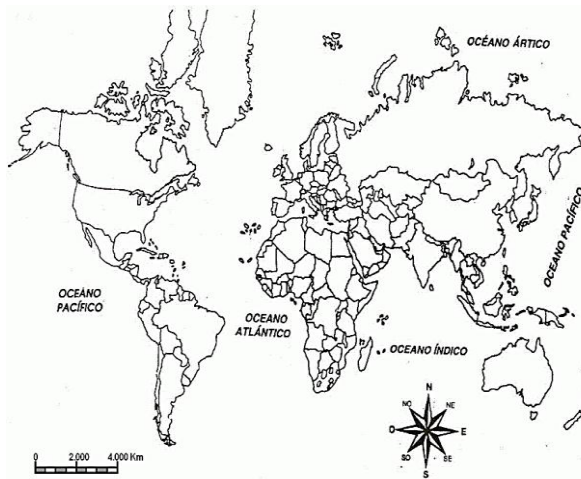 OCÉANO ÁRTICO
OCEANO PACÍFICO
OCEÁNO
PACÍFICO
OCEANO
ATLÁNTICO
OCEANO ÍNDICO
N
NO
NE
O
E
SO
SE
S
0 2.000 4.000 Km